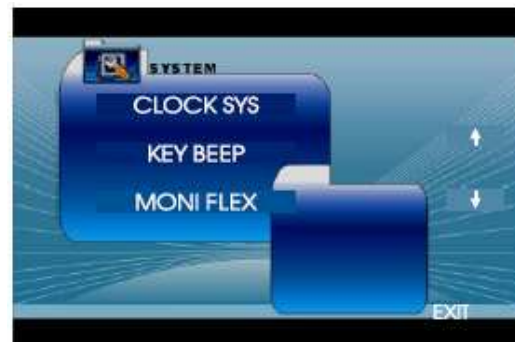 SYSTEM
CLOCK SYS
KEY BEEP
MONI FLEX
EXIT